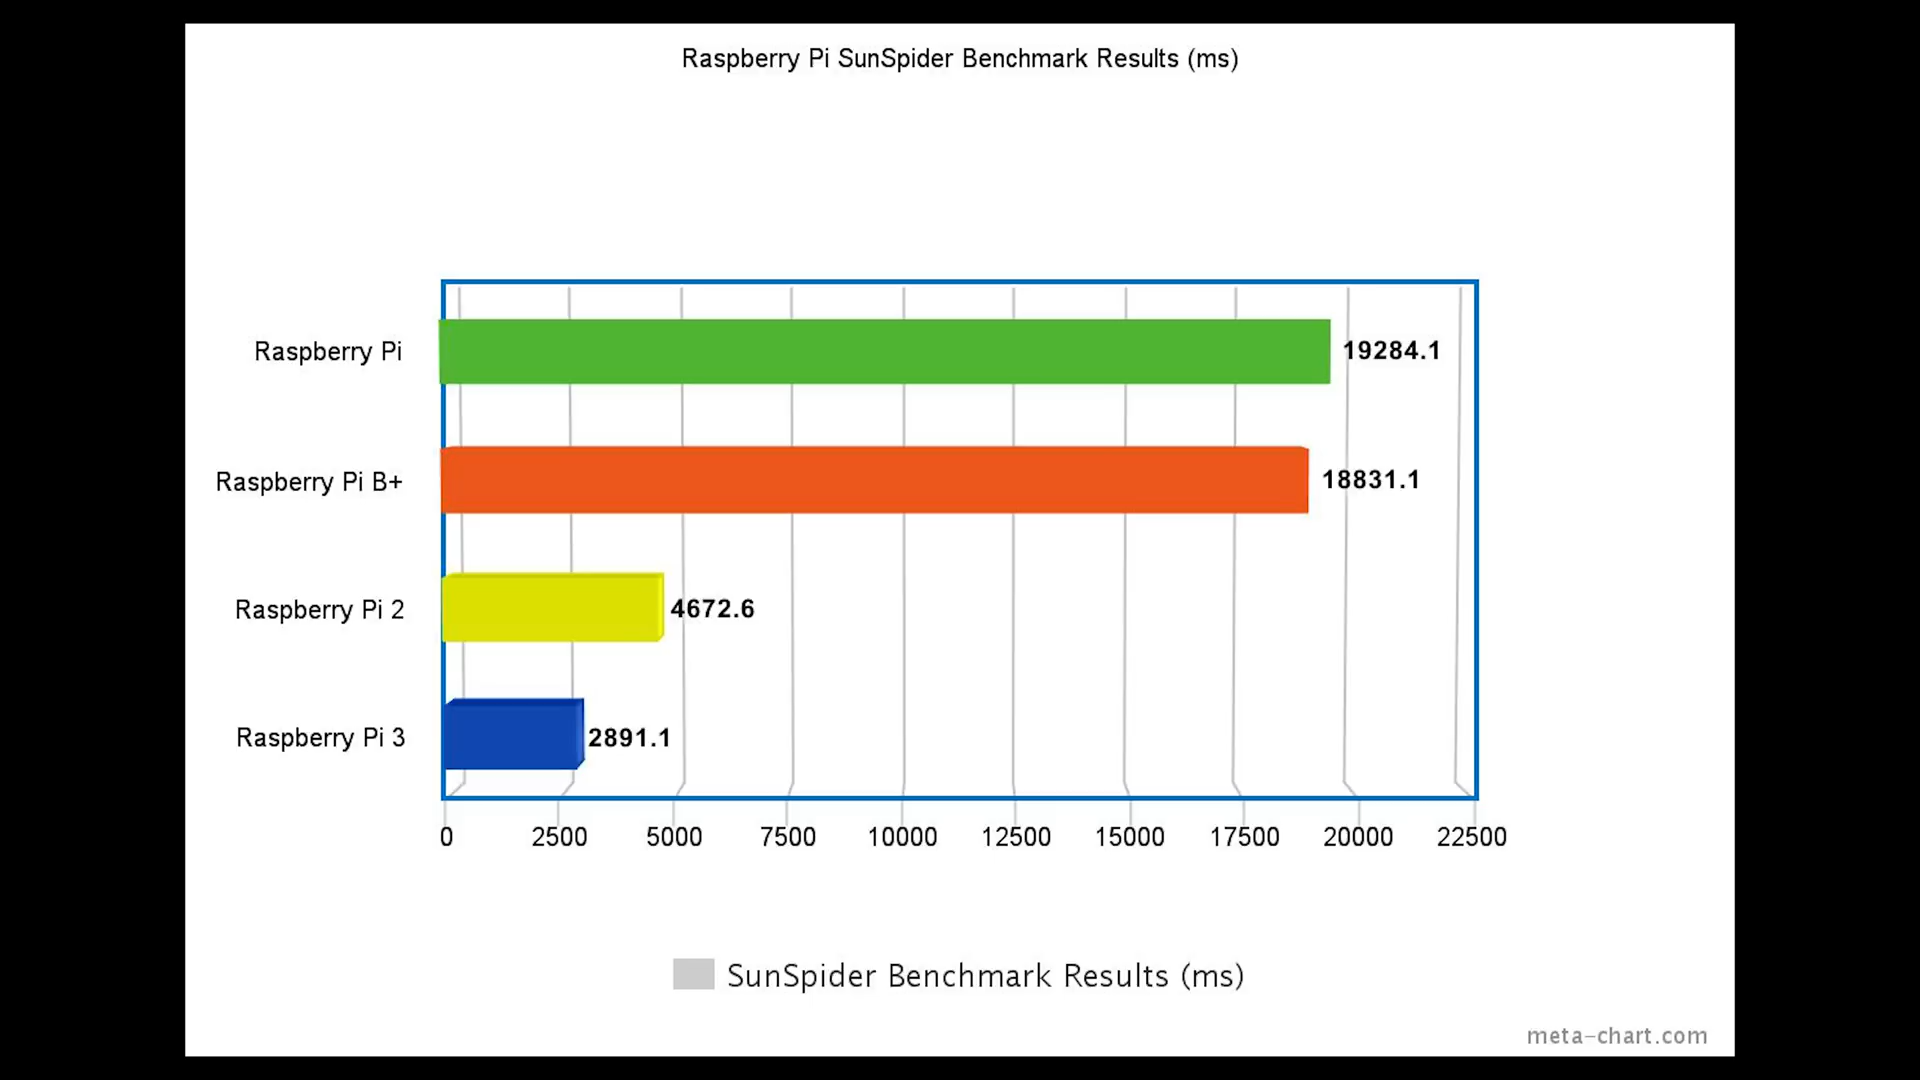 Raspberry Pi SunSpider Benchmark Results (ms)
Raspberry Pi
19284.1
Raspberry Pi B+
18831.1
Raspberry Pi 2
4672.6
Raspberry Pi 3
2891.1
0 2500 5000 7500 10000 12500 15000 17500 20000 22500
SunSpider Benchmark Results (ms)
meta-chart.com